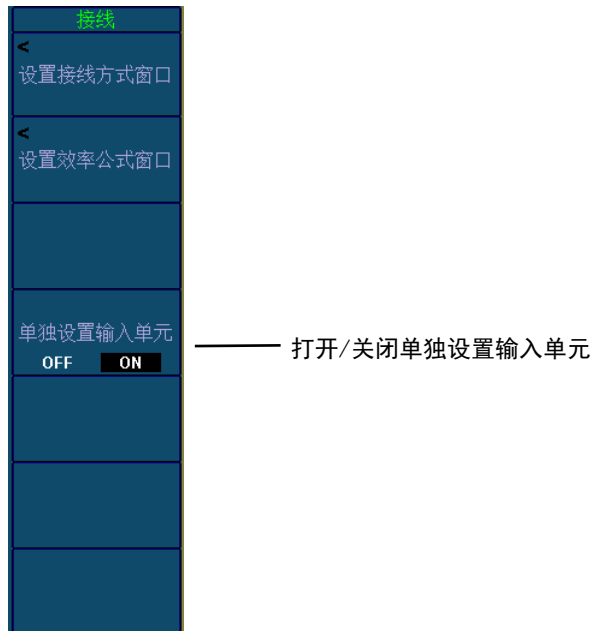 接线
<
设置接线方式窗口
<
设置效率公式窗口
单独设置输入单元
OFF ON
打开/关闭单独设置输入单元